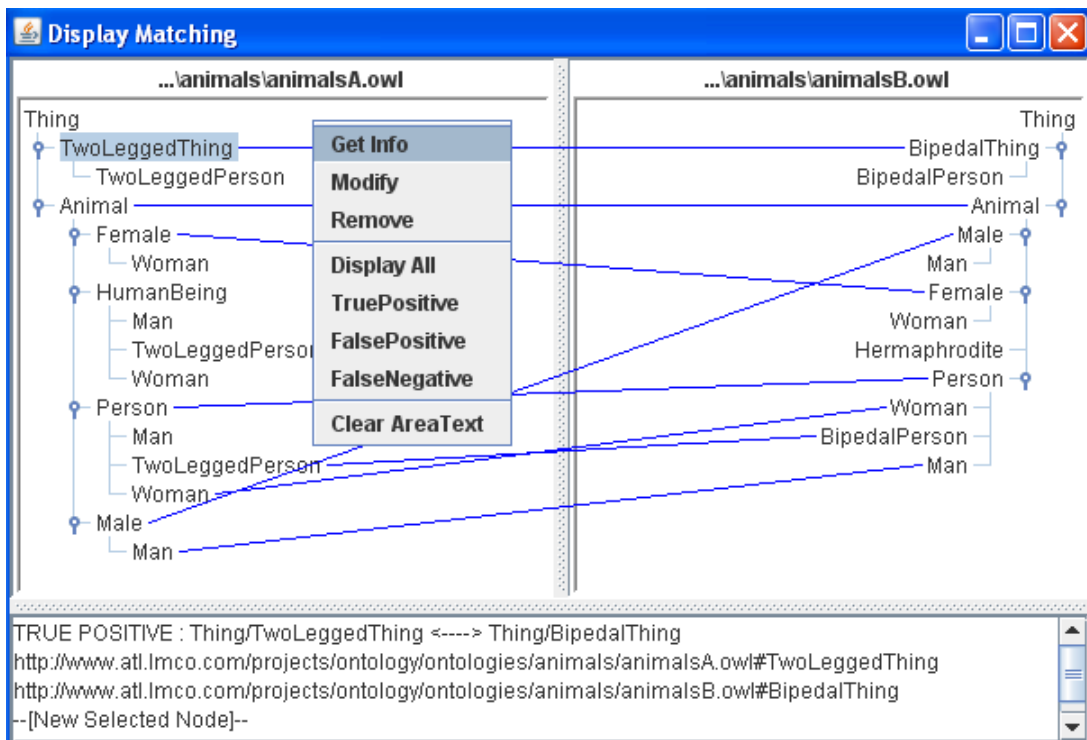 Display Matching
...\animals\animalsA.owl
Thing
TwoLeggedThing
TwoLeggedPerson
Animal
Female
Woman
HumanBeing
Man
TwoLeggedPerso
Woman
Person
Man
TwoLeggedPerson
Woman
Male
Man
Get Info
Modify
Remove
Display All
TruePositive
FalsePositive
FalseNegative
Clear AreaText
...\animals\animalsB.owl
Thing
BipedalThing
BipedalPerson
Animal
Male
Man
Female
Woman
Hermaphrodite
Person
Woman
BipedalPerson
Man
TRUE POSITIVE : Thing/TwoLeggedThing <----> Thing/BipedalThing
http://www.atl.lmco.com/projects/ontology/ontologies/animals/animalsA.owl#TwoLeggedThing
http://www.atl.lmco.com/projects/ontology/ontologies/animals/animalsB.owl#BipedalThing
--[New Selected Node]--